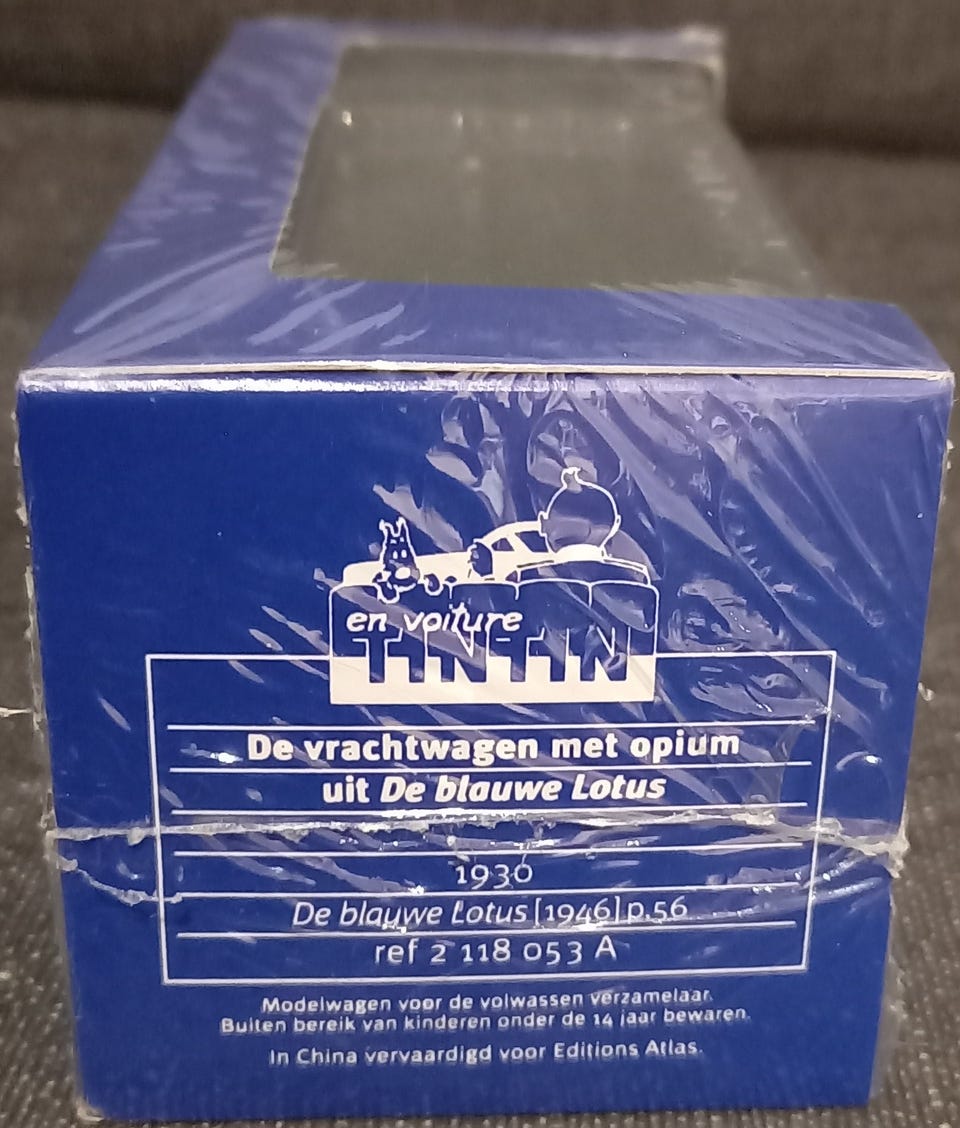 en voiture
TINTIN
De vrachtwagen met opium
uit De blauwe Lotus
1930
De blauwe Lotus [1946] p.56
ref 2 118 053 A
Modelwagen voor de volwassen verzamelaar.
Buiten bereik van kinderen onder de 14 jaar bewaren.
In China vervaardigd voor Editions Atlas.